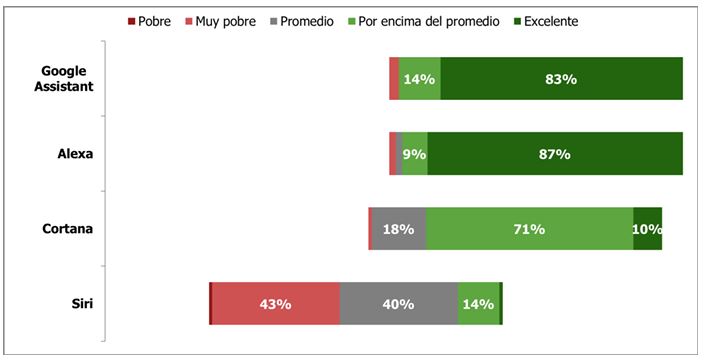 Pobre Muy pobre Promedio Por encima del promedio Excelente
Google
Assistant
14% 83%
Alexa
9% 87%
Cortana
18% 71% 10%
Siri
43% 40% 14%